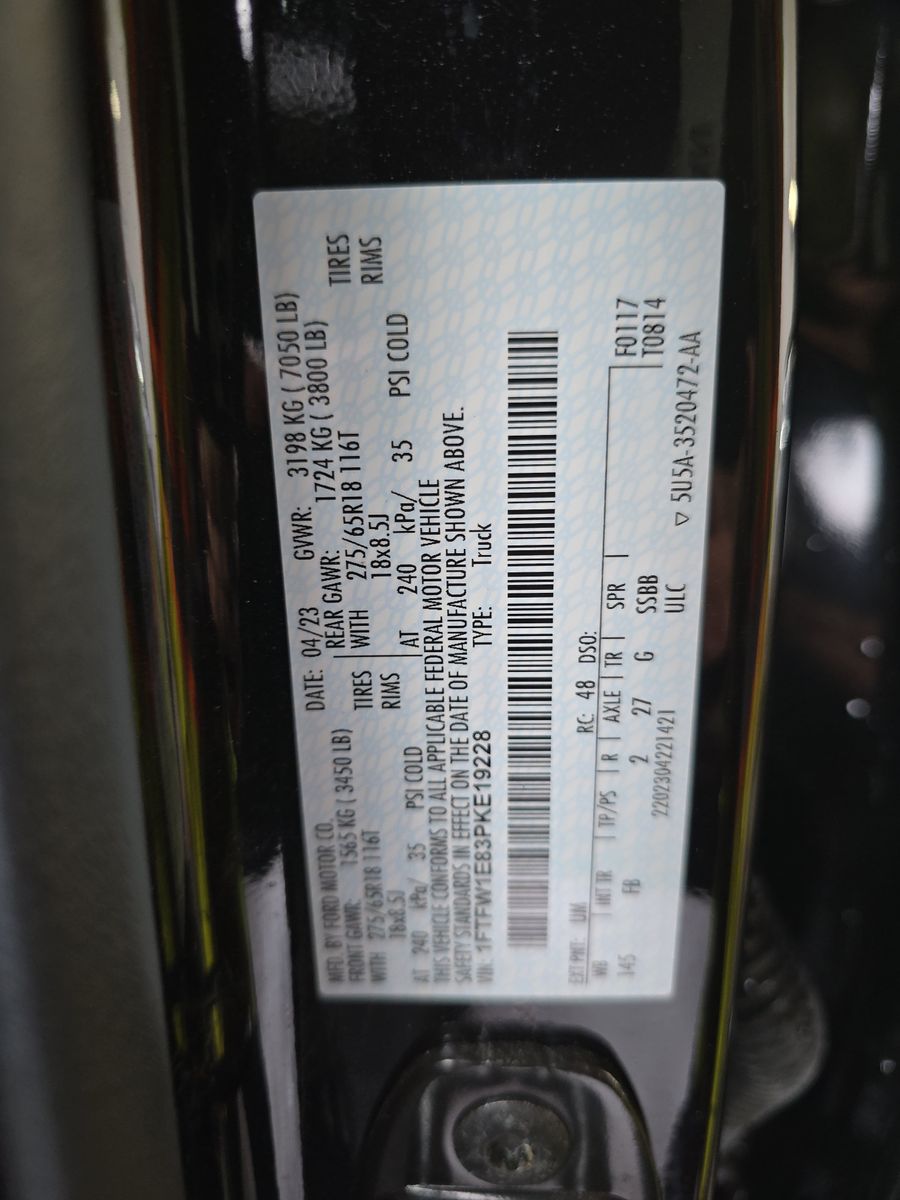 MFD. BY FORD MOTOR CO.
DATE: 04/23 GVWR: 3198 KG ( 7050 LB)
FRONT GAWR: 1565 KG ( 3450 LB) REAR GAWR: 1724 KG ( 3800 LB)
WITH 275/65R18 116T TIRES WITH 275/65R18 116T TIRES
18x8.5J RIMS 18x8.5J RIMS
AT 240 kPa/ 35 PSI COLD AT 240 kPa/ 35 PSI COLD
THIS VEHICLE CONFORMS TO ALL APPLICABLE FEDERAL MOTOR VEHICLE
SAFETY STANDARDS IN EFFECT ON THE DATE OF MANUFACTURE SHOWN ABOVE.
VIN: 1FTFW1E83PKE19228 TYPE: Truck
EXT PNT: UM RC: 48 DSO:
WB INT TR TP/PS R AXLE TR SPR F0117
145 FB 2 27 G SSBB T0814
2202304221421 ULC
▽ 5U5A-3520472-AA